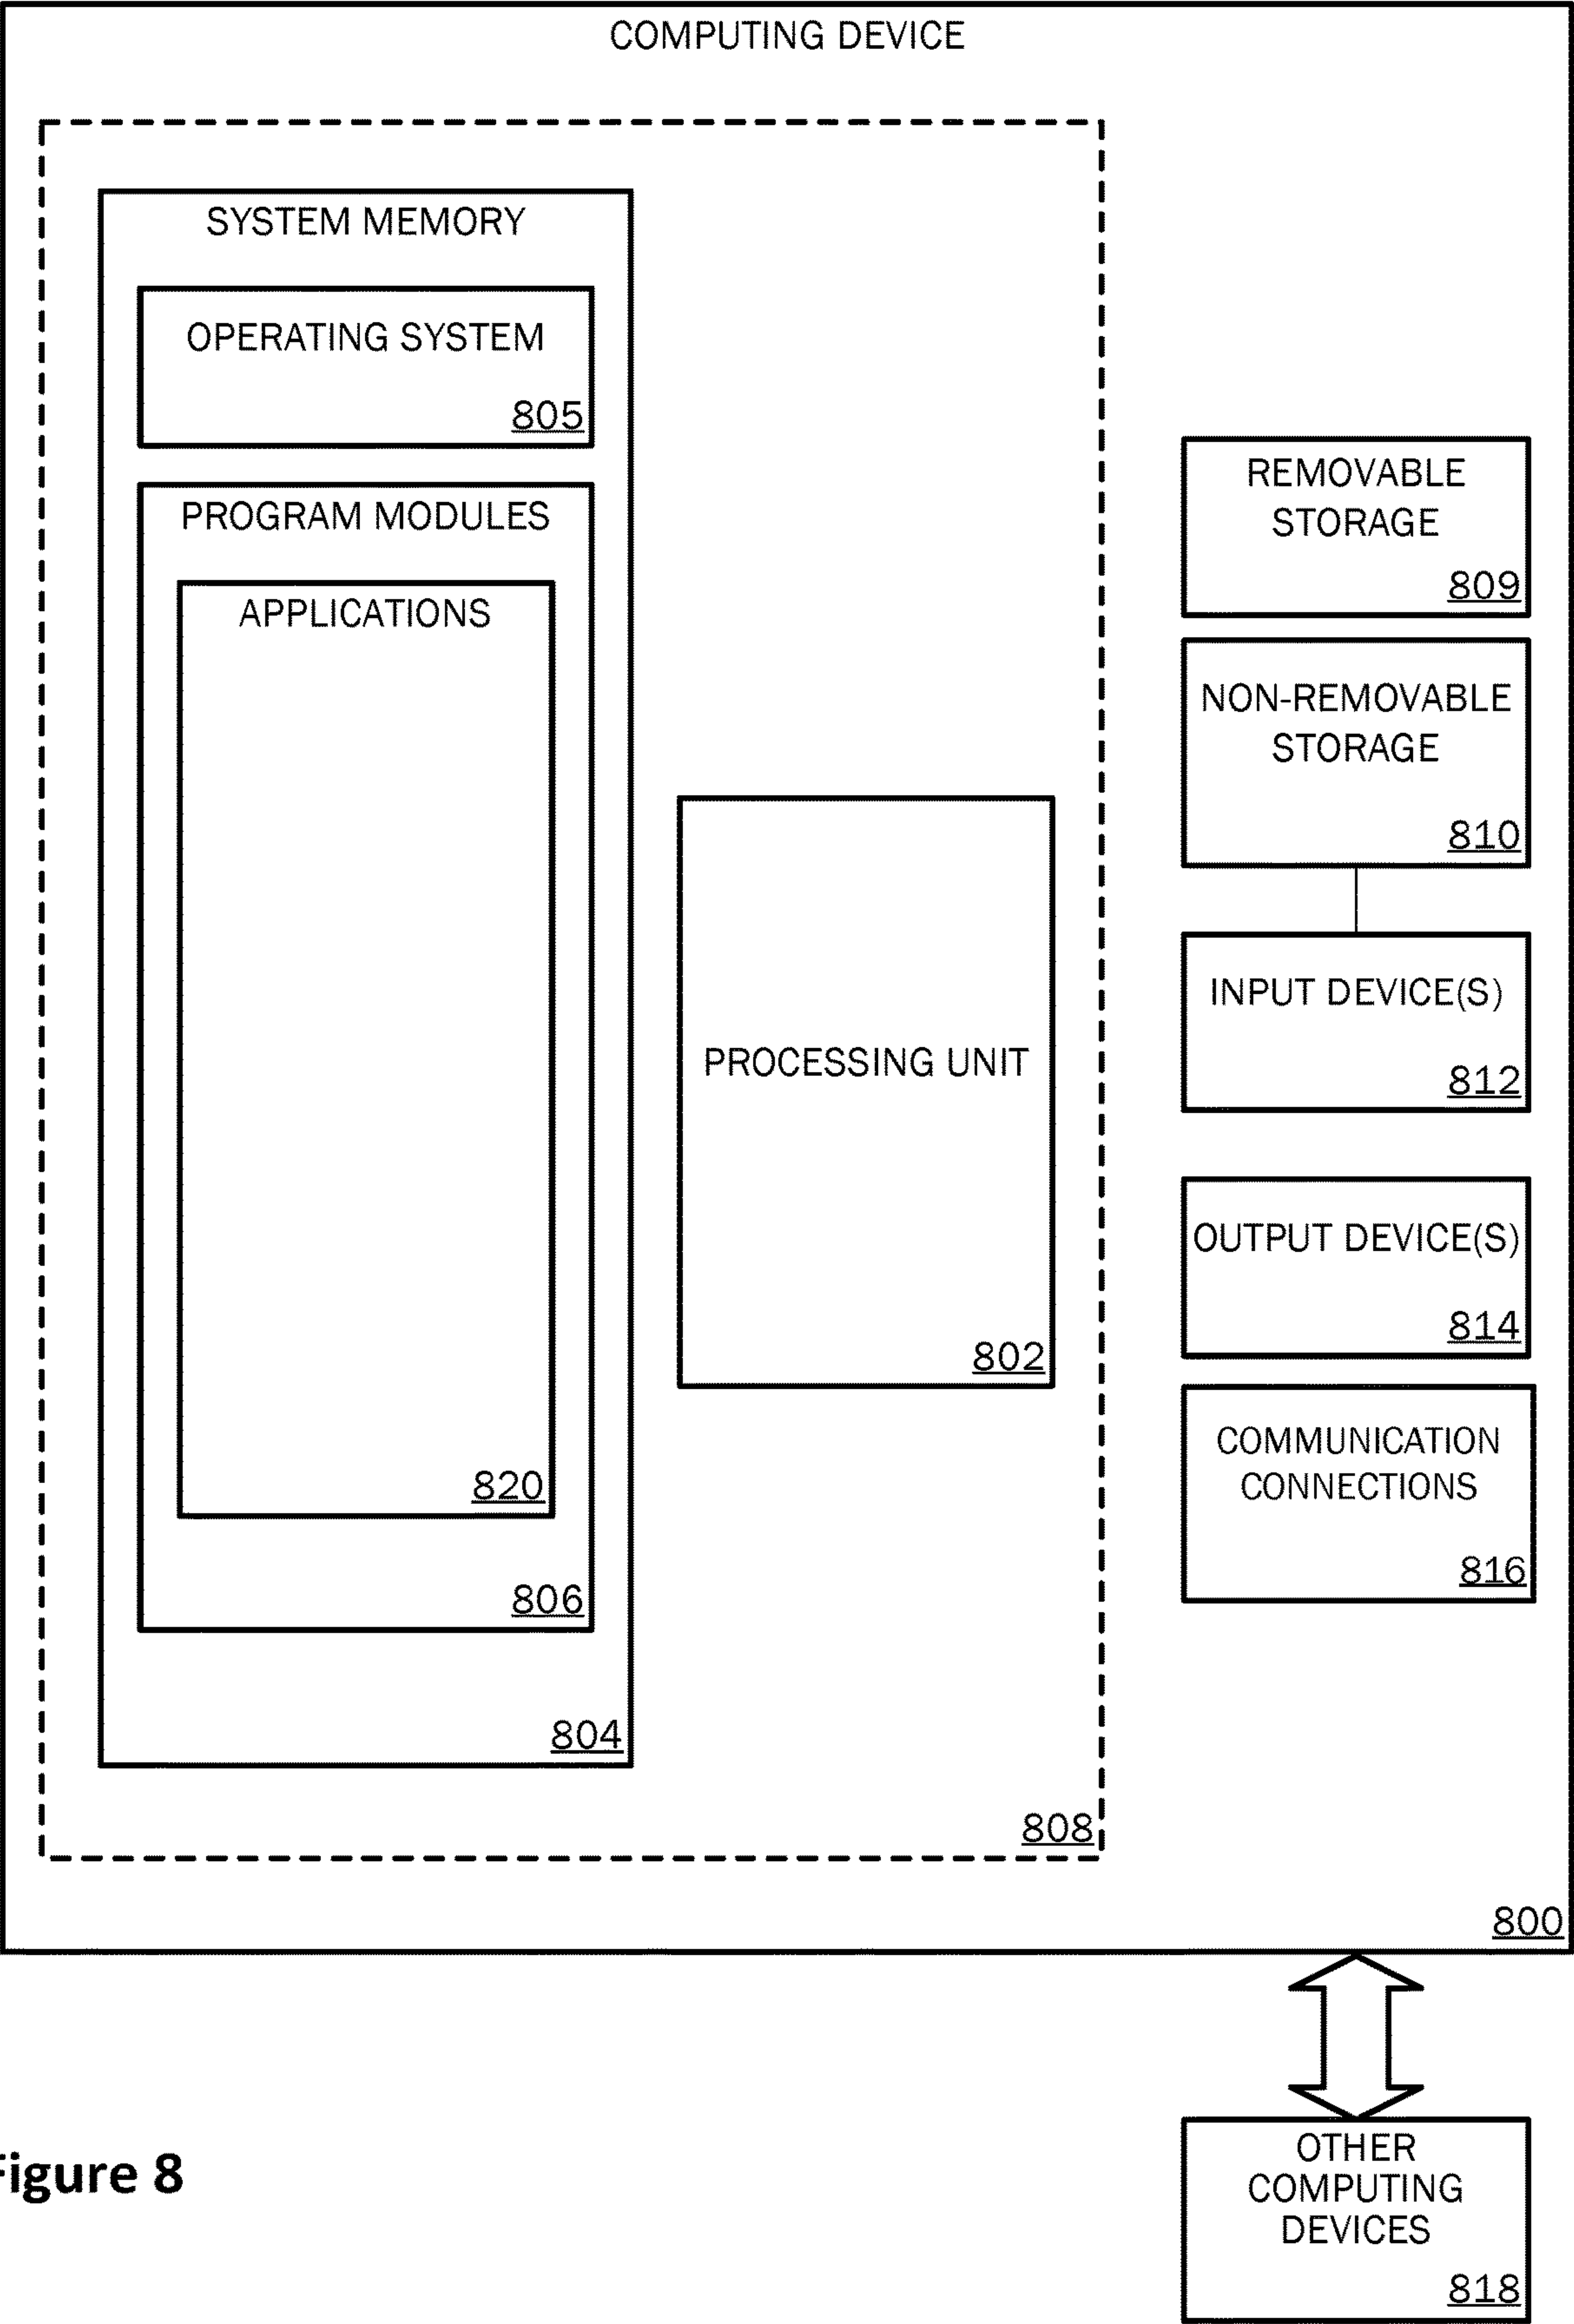 COMPUTING DEVICE
SYSTEM MEMORY
OPERATING SYSTEM
805
PROGRAM MODULES
APPLICATIONS
820
806
804
PROCESSING UNIT
802
808
REMOVABLE
STORAGE
809
NON-REMOVABLE
STORAGE
810
INPUT DEVICE(S)
812
OUTPUT DEVICE(S)
814
COMMUNICATION
CONNECTIONS
816
800
OTHER
COMPUTING
DEVICES
818
Figure 8